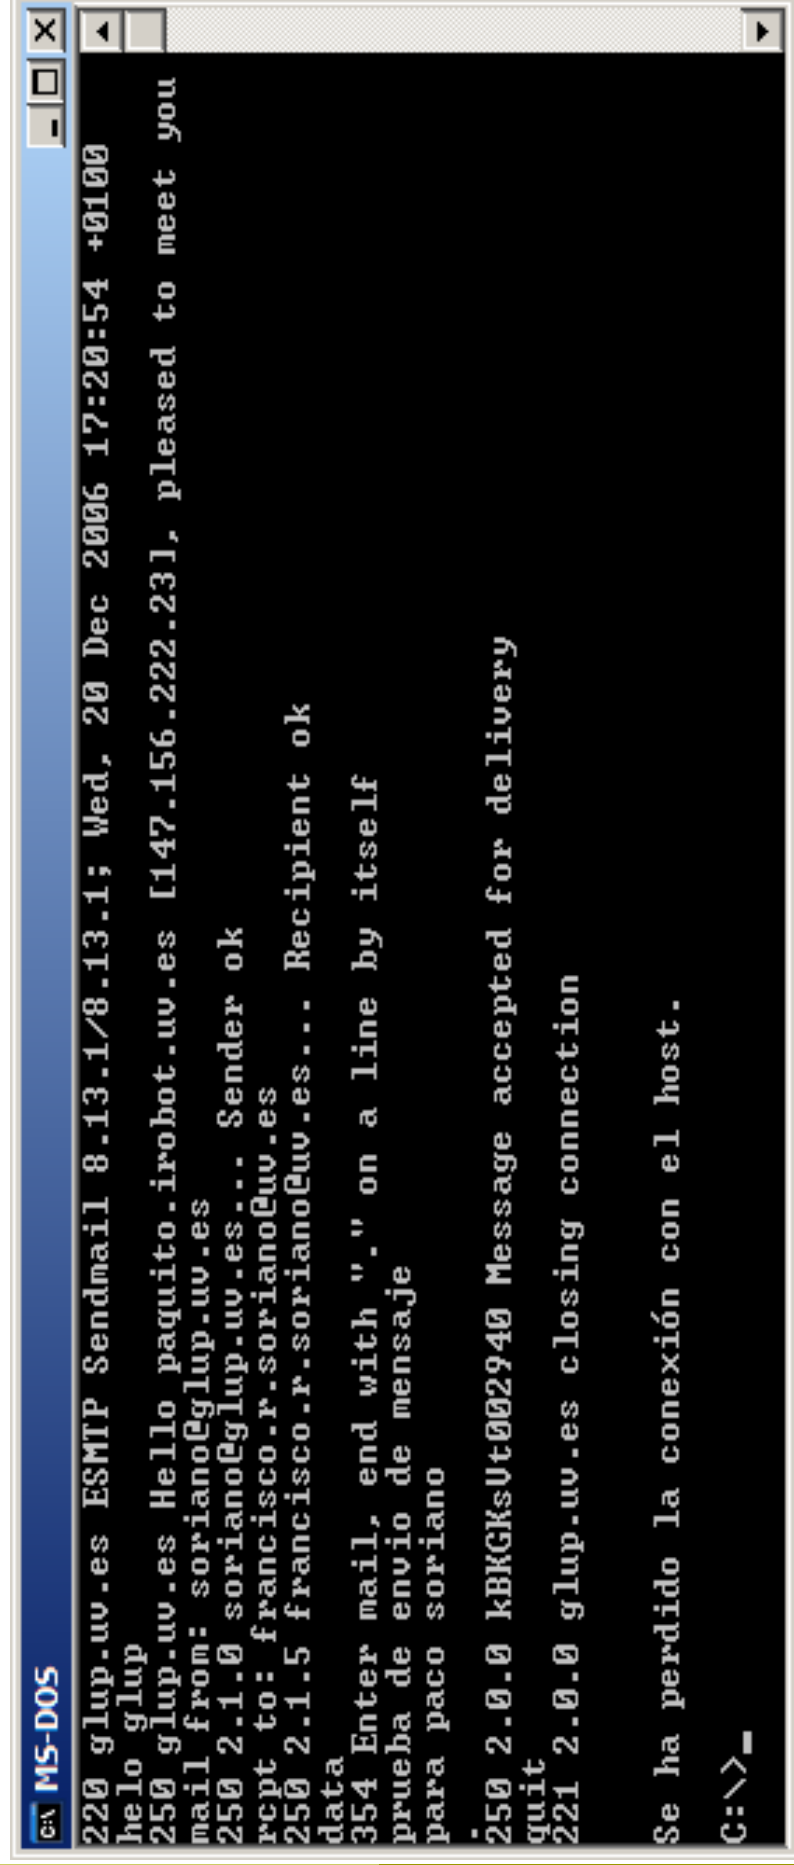 MS-DOS
220 glup.uv.es ESMTP Sendmail 8.13.1/8.13.1; Wed, 20 Dec 2006 17:20:54 +0100
helo glup
250 glup.uv.es Hello paquito.irobot.uv.es [147.156.222.23], pleased to meet you
mail from: soriano@glup.uv.es
250 2.1.0 soriano@glup.uv.es... Sender ok
rcpt to: francisco.r.soriano@uv.es
250 2.1.5 francisco.r.soriano@uv.es... Recipient ok
data
354 Enter mail, end with "." on a line by itself
prueba de envio de mensaje
para paco soriano
.
250 2.0.0 kBKGKsUt002940 Message accepted for delivery
quit
221 2.0.0 glup.uv.es closing connection
Se ha perdido la conexión con el host.
C:\>_